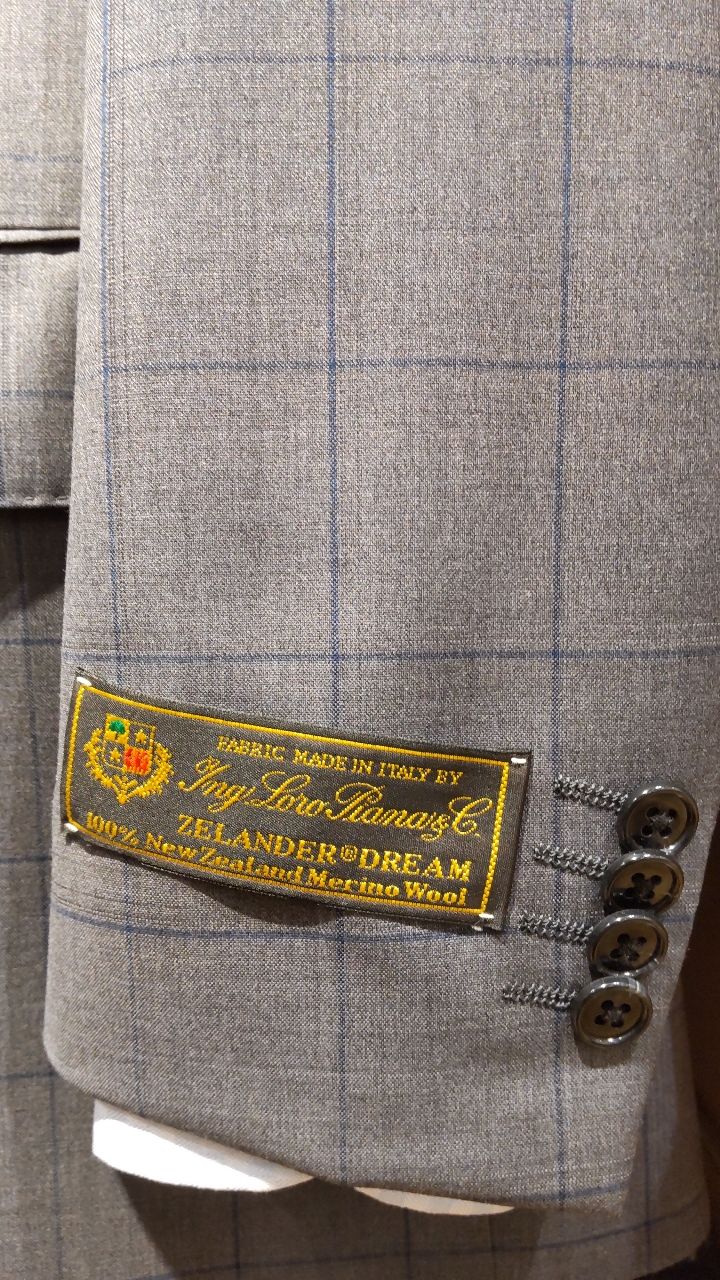 FABRIC MADE IN ITALY BY
Ing Loro Piana & C.
ZELANDER® DREAM
100% New Zealand Merino Wool